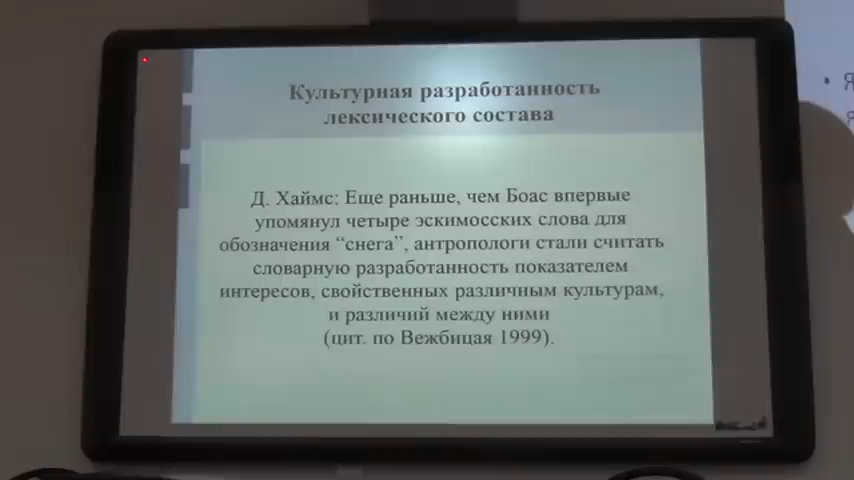 Культурная разработанность
лексического состава
Д. Хаймс: Еще раньше, чем Боас впервые
упомянул четыре эскимосских слова для
обозначения “снега”, антропологи стали считать
словарную разработанность показателем
интересов, свойственных различным культурам,
и различий между ними
(цит. по Вежбицая 1999).